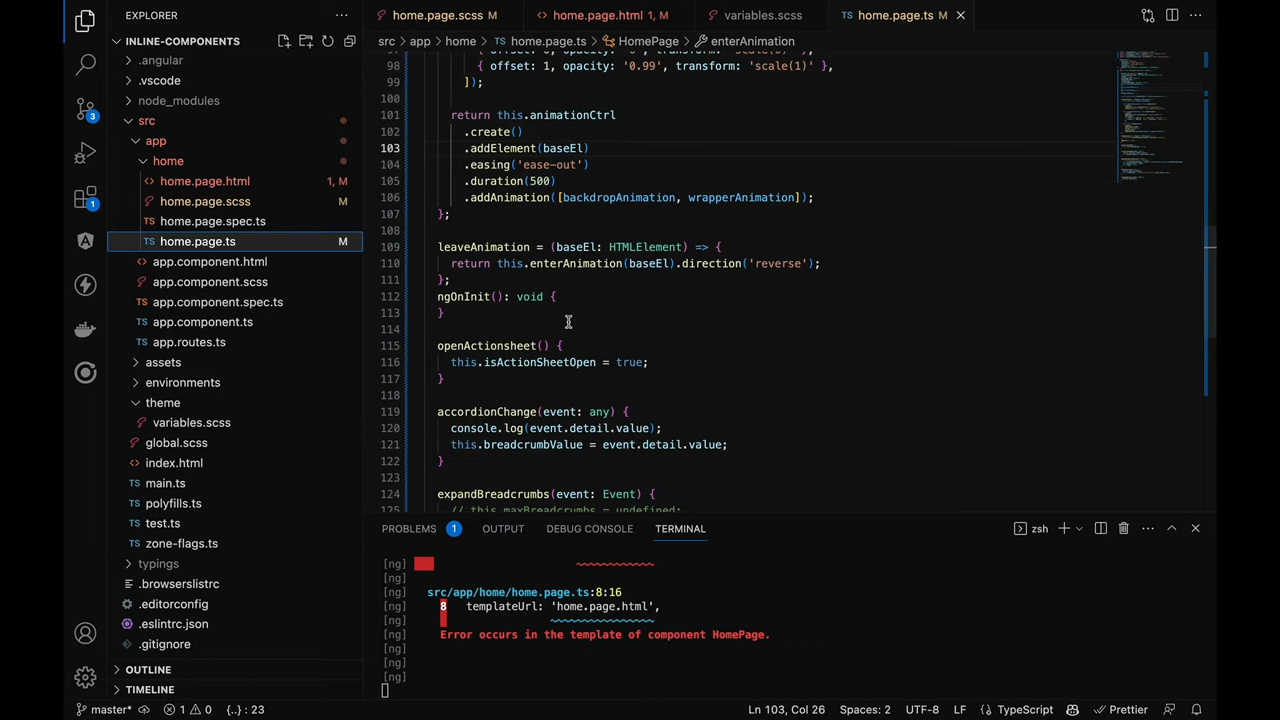 EXPLORER
home.page.scss M
home.page.html 1, M
variables.scss
home.page.ts M
INLINE-COMPONENTS
src > app > home > home.page.ts > HomePage > enterAnimation
.angular
.vscode
node_modules
src
app
home
home.page.html 1, M
home.page.scss M
home.page.spec.ts
home.page.ts M
app.component.html
app.component.scss
app.component.spec.ts
app.component.ts
app.routes.ts
assets
environments
theme
variables.scss
global.scss
index.html
main.ts
polyfills.ts
test.ts
zone-flags.ts
typings
.browserslistrc
.editorconfig
.eslintrc.json
.gitignore
OUTLINE
TIMELINE
3
1
98 { offset: 1, opacity: '0.99', transform: 'scale(1)' },
99 ]);
100
101 return this.animationCtrl
102 .create()
103 .addElement(baseEl)
104 .easing('ease-out')
105 .duration(500)
106 .addAnimation([backdropAnimation, wrapperAnimation]);
107 };
108
109 leaveAnimation = (baseEl: HTMLElement) => {
110 return this.enterAnimation(baseEl).direction('reverse');
111 };
112 ngOnInit(): void {
113 }
114
115 openActionsheet() {
116 this.isActionSheetOpen = true;
117 }
118
119 accordionChange(event: any) {
120 console.log(event.detail.value);
121 this.breadcrumbValue = event.detail.value;
122 }
123
124 expandBreadcrumbs(event: Event) {
125 // this.maxBreadcrumbs = undefined;
PROBLEMS 1 OUTPUT DEBUG CONSOLE TERMINAL
zsh
[ng]
[ng]
[ng] src/app/home/home.page.ts:8:16
[ng] 8 templateUrl: 'home.page.html',
[ng]
[ng] Error occurs in the template of component HomePage.
[ng]
[ng]
[ng]
master* 1 0 {..} : 23
Ln 103, Col 26 Spaces: 2 UTF-8 LF {} TypeScript Prettier